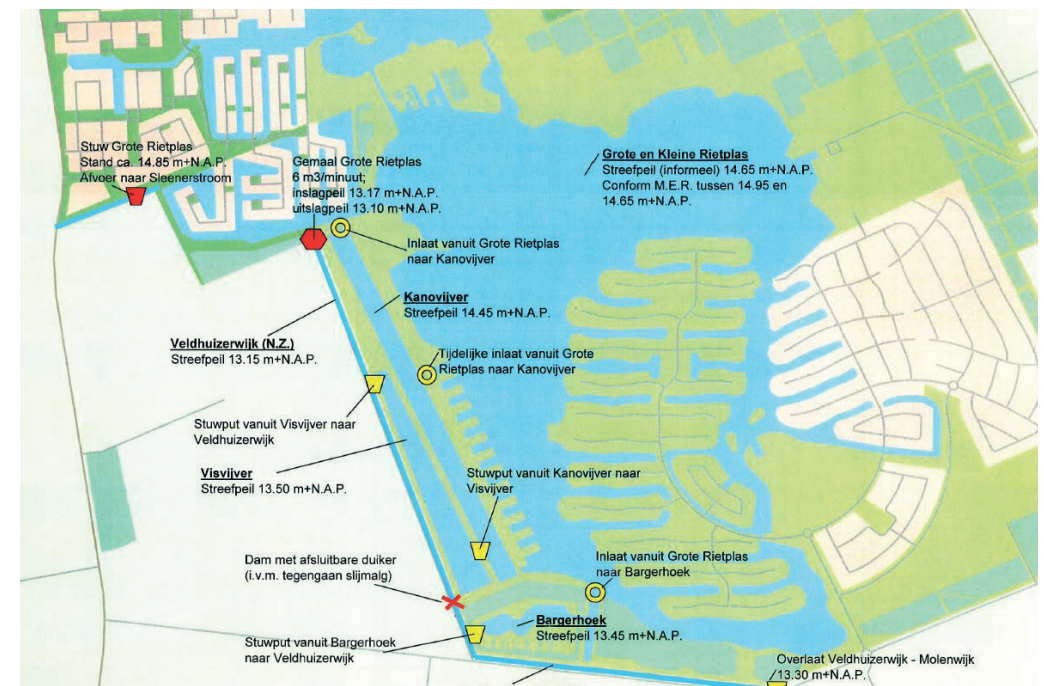 Stuw Grote Rietplas
Stand ca. 14.85 m+N.A.P.
Afvoer naar Sleenerstroom
Gemaal Grote Rietplas
6 m3/minuut;
inslagpeil 13.17 m+N.A.P.
uitslagpeil 13.10 m+N.A.P.
Grote en Kleine Rietplas
Streefpeil (informeel) 14.65 m+N.A.P.
Conform M.E.R. tussen 14.95 en
14.65 m+N.A.P.
Inlaat vanuit Grote Rietplas
naar Kanovijver
Kanovijver
Streefpeil 14.45 m+N.A.P.
Veldhuizerwijk (N.Z.)
Streefpeil 13.15 m+N.A.P.
Tijdelijke inlaat vanuit Grote
Rietplas naar Kanovijver
Stuwput vanuit Visvijver naar
Veldhuizerwijk
Visvijver
Streefpeil 13.50 m+N.A.P.
Stuwput vanuit Kanovijver naar
Visvijver
Dam met afsluitbare duiker
(i.v.m. tegengaan slijmalg)
Inlaat vanuit Grote Rietplas
naar Bargerhoek
Bargerhoek
Streefpeil 13.45 m+N.A.P.
Stuwput vanuit Bargerhoek
naar Veldhuizerwijk
Overlaat Veldhuizerwijk - Molenwijk
13.30 m+N.A.P.